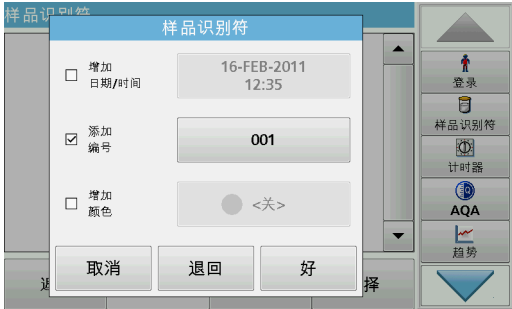 样品识别符
样品识别符
增加
日期/时间
16-FEB-2011
12:35
添加
编号
001
增加
颜色
<关>
取消
退回
好
择
登录
样品识别符
计时器
AQA
趋势